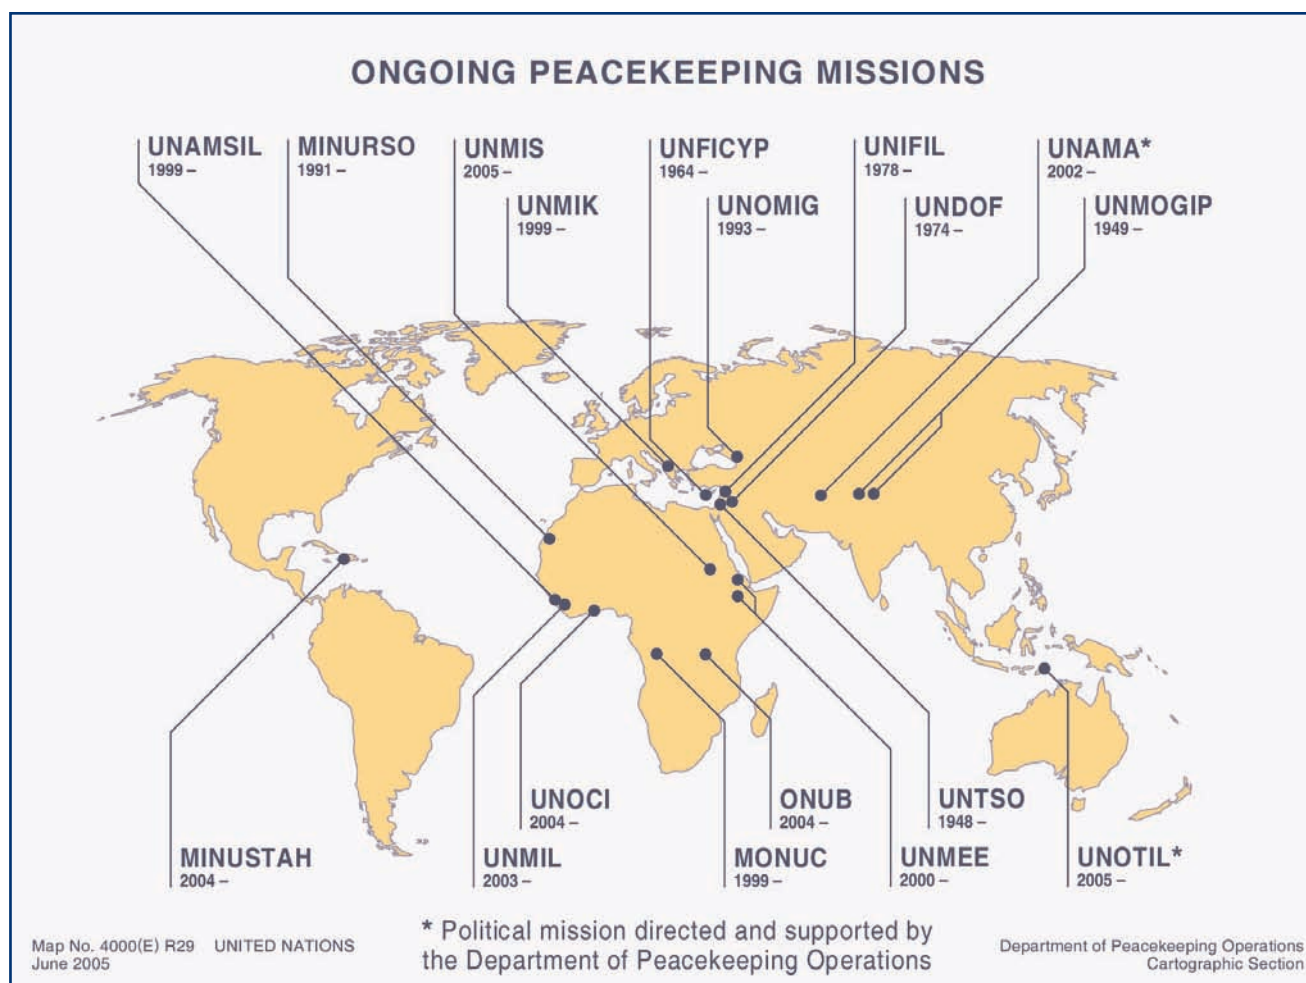 ONGOING PEACEKEEPING MISSIONS
UNAMSIL
1999 –
MINURSO
1991 –
UNMIS
2005 –
UNFICYP
1964 –
UNIFIL
1978 –
UNAMA*
2002 –
UNMIK
1999 –
UNOMIG
1993 –
UNDOF
1974 –
UNMOGIP
1949 –
UNOCI
2004 –
ONUB
2004 –
UNTSO
1948 –
MINUSTAH
2004 –
UNMIL
2003 –
MONUC
1999 –
UNMEE
2000 –
UNOTIL*
2005 –
* Political mission directed and supported by
the Department of Peacekeeping Operations
Map No. 4000(E) R29 UNITED NATIONS
June 2005
Department of Peacekeeping Operations
Cartographic Section